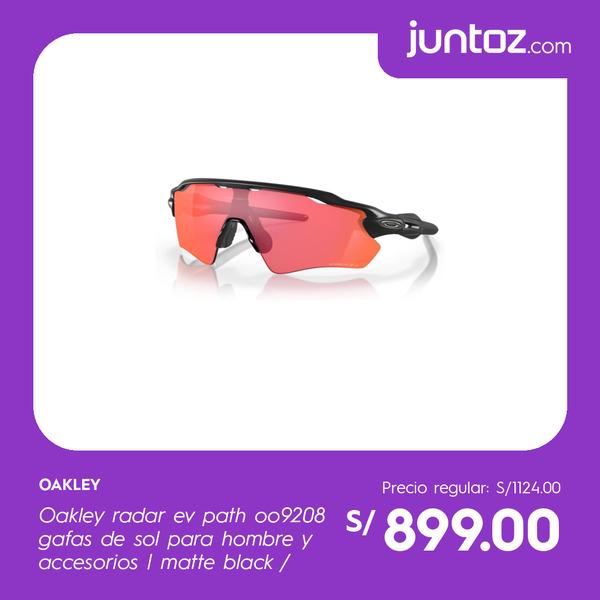 juntoz.com
OAKLEY
Oakley radar ev path oo9208
gafas de sol para hombre y
accesorios | matte black /
Precio regular: S/1124.00
S/ 899.00